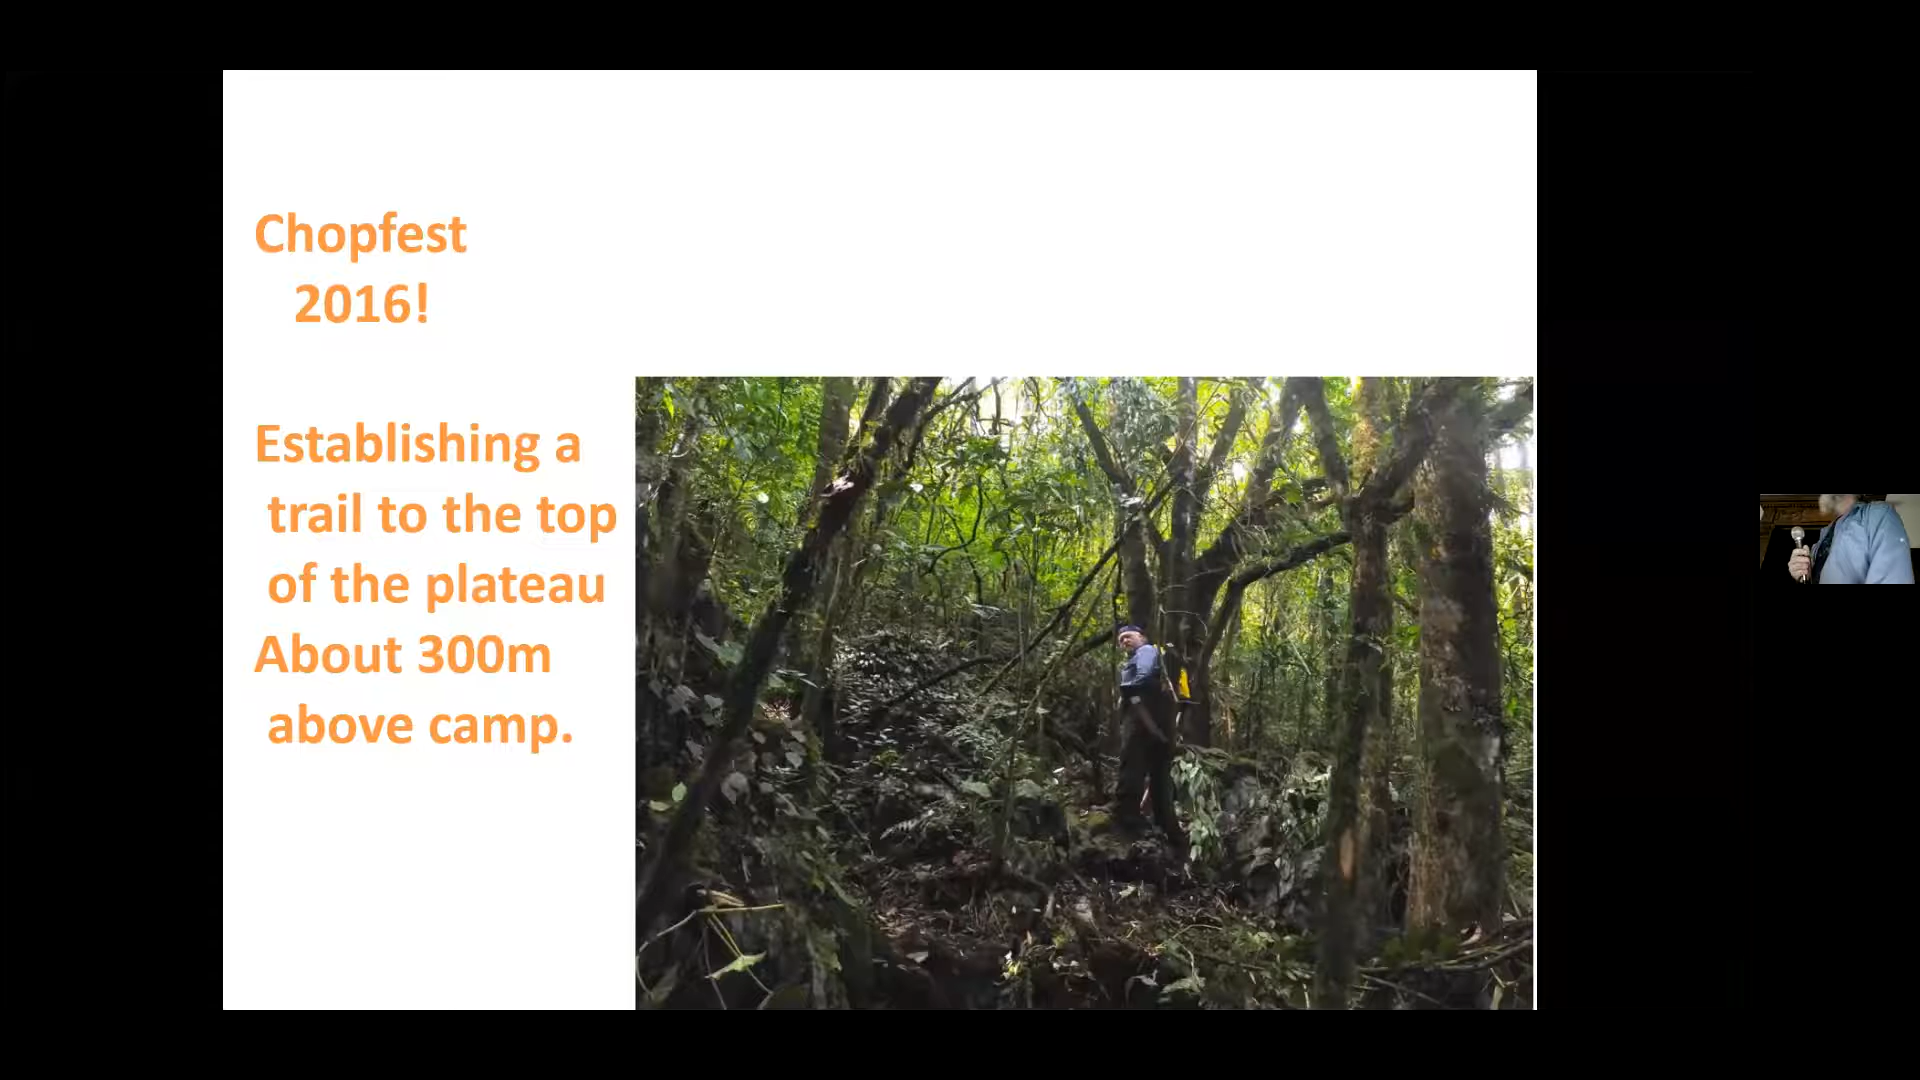 Chopfest
2016!
Establishing a
trail to the top
of the plateau
About 300m
above camp.